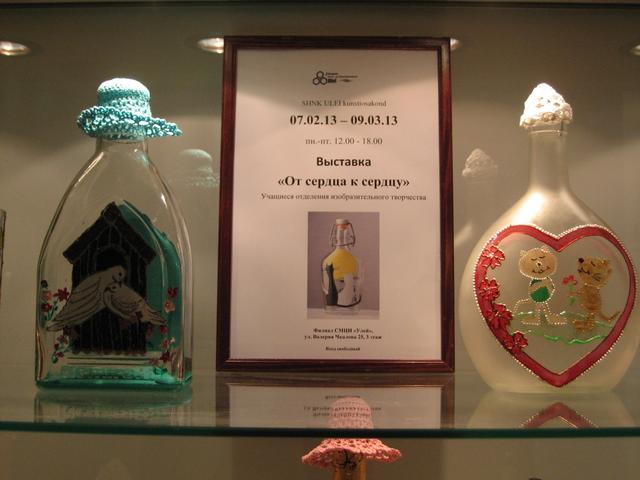 SHNK ULEI kunstiosakond
07.02.13 – 09.03.13
пн.-пт. 12.00 - 18.00
Выставка
«От сердца к сердцу»
Учащиеся отделения изобразительного творчества
Филиал СМЦИ «Улей»,
ул. Валерия Чкалова 25, 3 этаж
Вход свободный